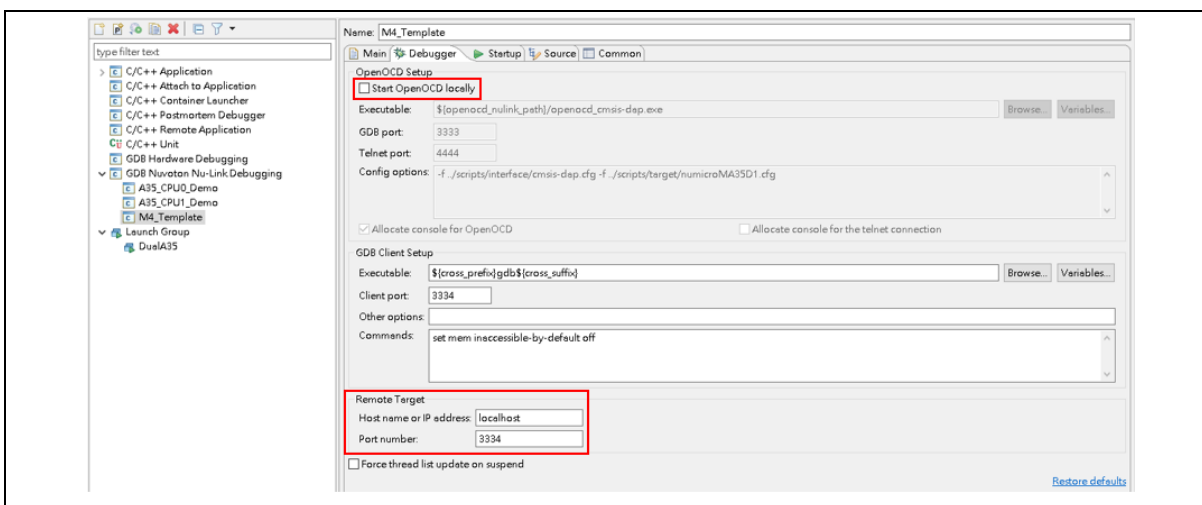 Name: M4_Template
type filter text
Main Debugger Startup Source Common
C/C++ Application
C/C++ Attach to Application
C/C++ Container Launcher
C/C++ Postmortem Debugger
C/C++ Remote Application
C/C++ Unit
GDB Hardware Debugging
GDB Nuvoton Nu-Link Debugging
A35_CPU0_Demo
A35_CPU1_Demo
M4_Template
Launch Group
DualA35
OpenOCD Setup
Start OpenOCD locally
Executable: ${openocd_nulink_path}/openocd_cmsis-dap.exe Browse... Variables...
GDB port: 3333
Telnet port: 4444
Config options: -f ../scripts/interface/cmsis-dap.cfg -f ../scripts/target/numicroMA35D1.cfg
Allocate console for OpenOCD Allocate console for the telnet connection
GDB Client Setup
Executable: ${cross_prefix}gdb${cross_suffix} Browse... Variables...
Client port: 3334
Other options:
Commands: set mem inaccessible-by-default off
Remote Target
Host name or IP address: localhost
Port number: 3334
Force thread list update on suspend
Restore defaults